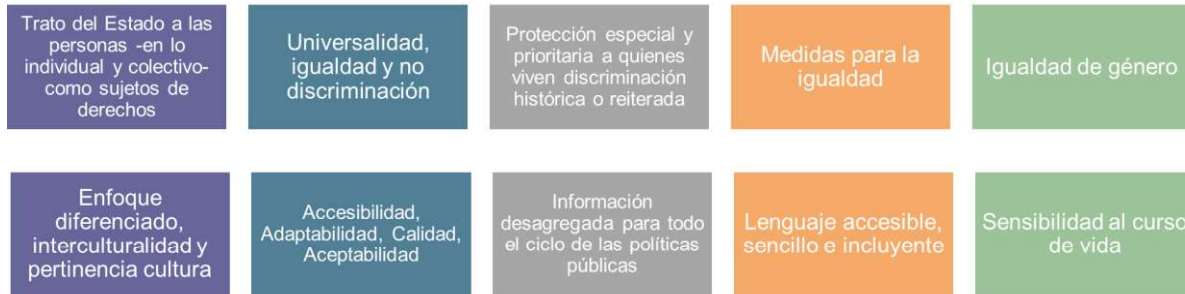 Trato del Estado a las
personas -en lo
individual y colectivo-
como sujetos de
derechos
Universalidad,
igualdad y no
discriminación
Protección especial y
prioritaria a quienes
viven discriminación
histórica o reiterada
Medidas para la
igualdad
Igualdad de género
Enfoque
diferenciado,
interculturalidad y
pertinencia cultura
Accesibilidad,
Adaptabilidad, Calidad,
Aceptabilidad
Información
desagregada para todo
el ciclo de las políticas
públicas
Lenguaje accesible,
sencillo e incluyente
Sensibilidad al curso
de vida